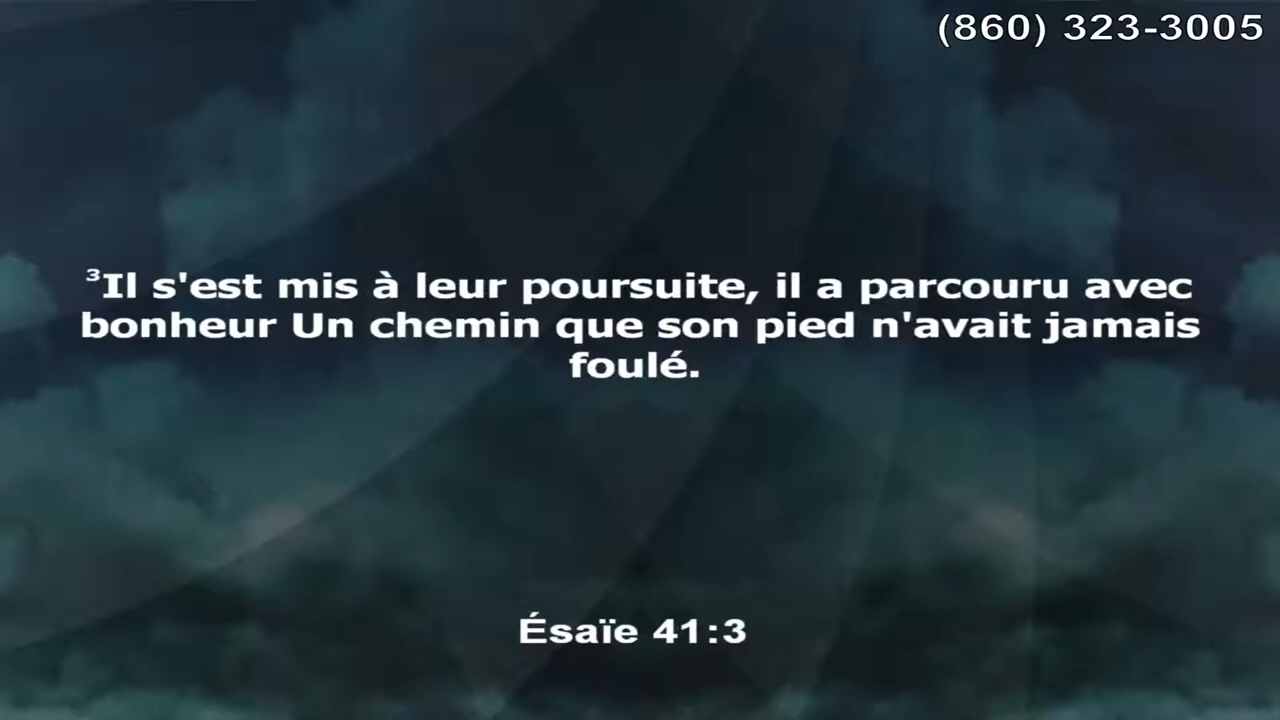 (860) 323-3005
³Il s'est mis à leur poursuite, il a parcouru avec
bonheur Un chemin que son pied n'avait jamais
foulé.
Ésaïe 41:3